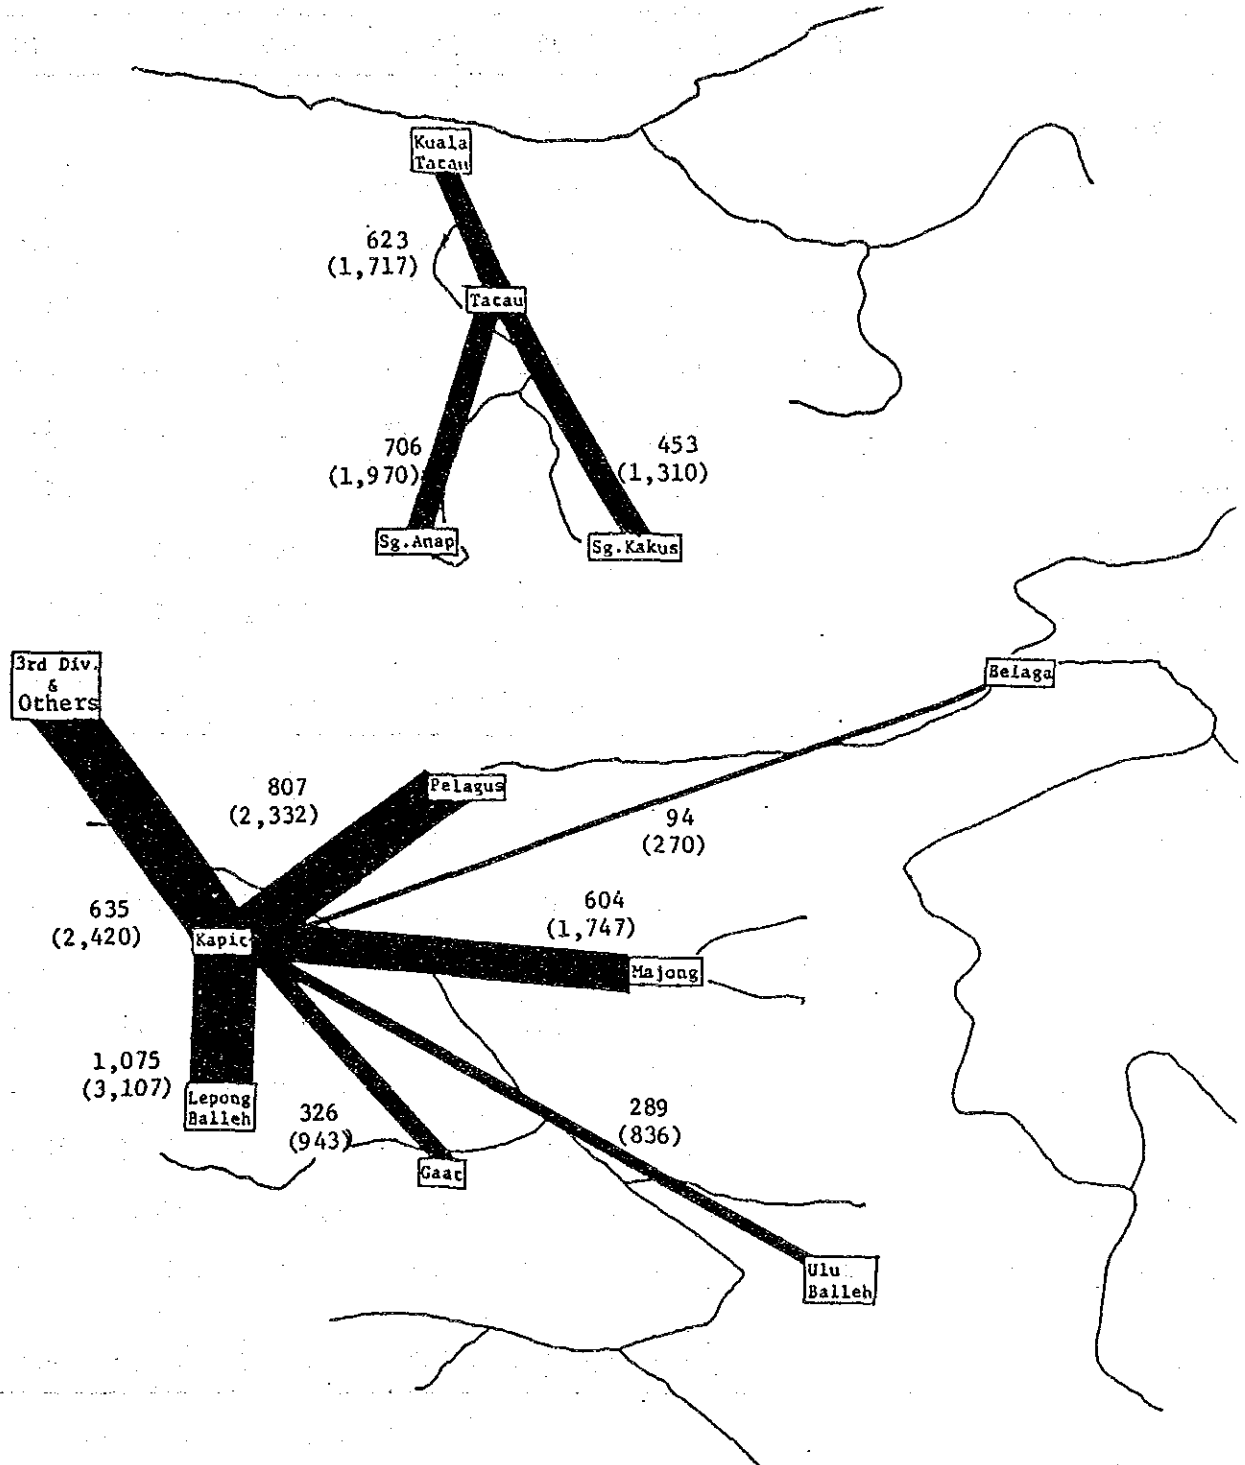 Kuala
Tatau
623
(1,717)
Tatau
706
(1,970)
453
(1,310)
Sg.Anap
Sg.Kakus
3rd Div.
&
Others
Belaga
807
(2,332)
Pelagus
94
(270)
635
(2,420)
604
(1,747)
Kapit
Majong
1,075
(3,107)
Lepong
Balleh
326
(943)
289
(836)
Gaat
Ulu
Balleh